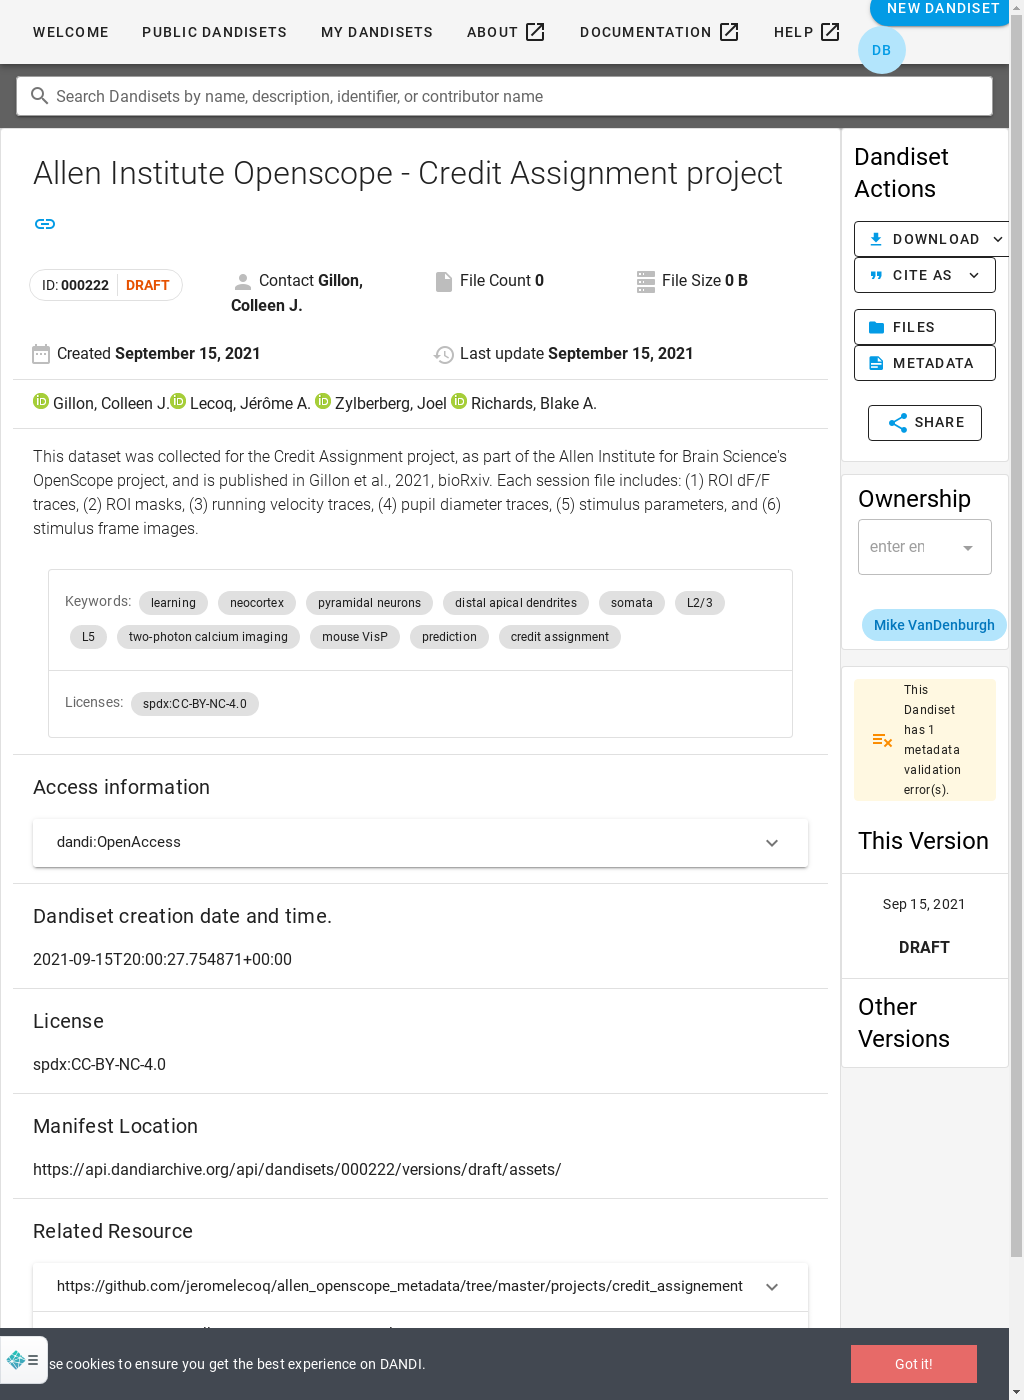 WELCOME PUBLIC DANDISETS MY DANDISETS ABOUT DOCUMENTATION HELP NEW DANDISET
DB
Search Dandisets by name, description, identifier, or contributor name
Allen Institute Openscope - Credit Assignment project
ID: 000222 DRAFT
Contact Gillon,
Colleen J.
File Count 0
File Size 0 B
Created September 15, 2021
Last update September 15, 2021
Gillon, Colleen J. Lecoq, Jérôme A. Zylberberg, Joel Richards, Blake A.
This dataset was collected for the Credit Assignment project, as part of the Allen Institute for Brain Science's
OpenScope project, and is published in Gillon et al., 2021, bioRxiv. Each session file includes: (1) ROI dF/F
traces, (2) ROI masks, (3) running velocity traces, (4) pupil diameter traces, (5) stimulus parameters, and (6)
stimulus frame images.
Keywords: learning neocortex pyramidal neurons distal apical dendrites somata L2/3
L5 two-photon calcium imaging mouse VisP prediction credit assignment
Licenses: spdx:CC-BY-NC-4.0
Access information
dandi:OpenAccess
Dandiset creation date and time.
2021-09-15T20:00:27.754871+00:00
License
spdx:CC-BY-NC-4.0
Manifest Location
https://api.dandiarchive.org/api/dandisets/000222/versions/draft/assets/
Related Resource
https://github.com/jeromelecoq/allen_openscope_metadata/tree/master/projects/credit_assignement
Dandiset
Actions
DOWNLOAD
CITE AS
FILES
METADATA
SHARE
Ownership
enter en
Mike VanDenburgh
This
Dandiset
has 1
metadata
validation
error(s).
This Version
Sep 15, 2021
DRAFT
Other
Versions
se cookies to ensure you get the best experience on DANDI.
Got it!